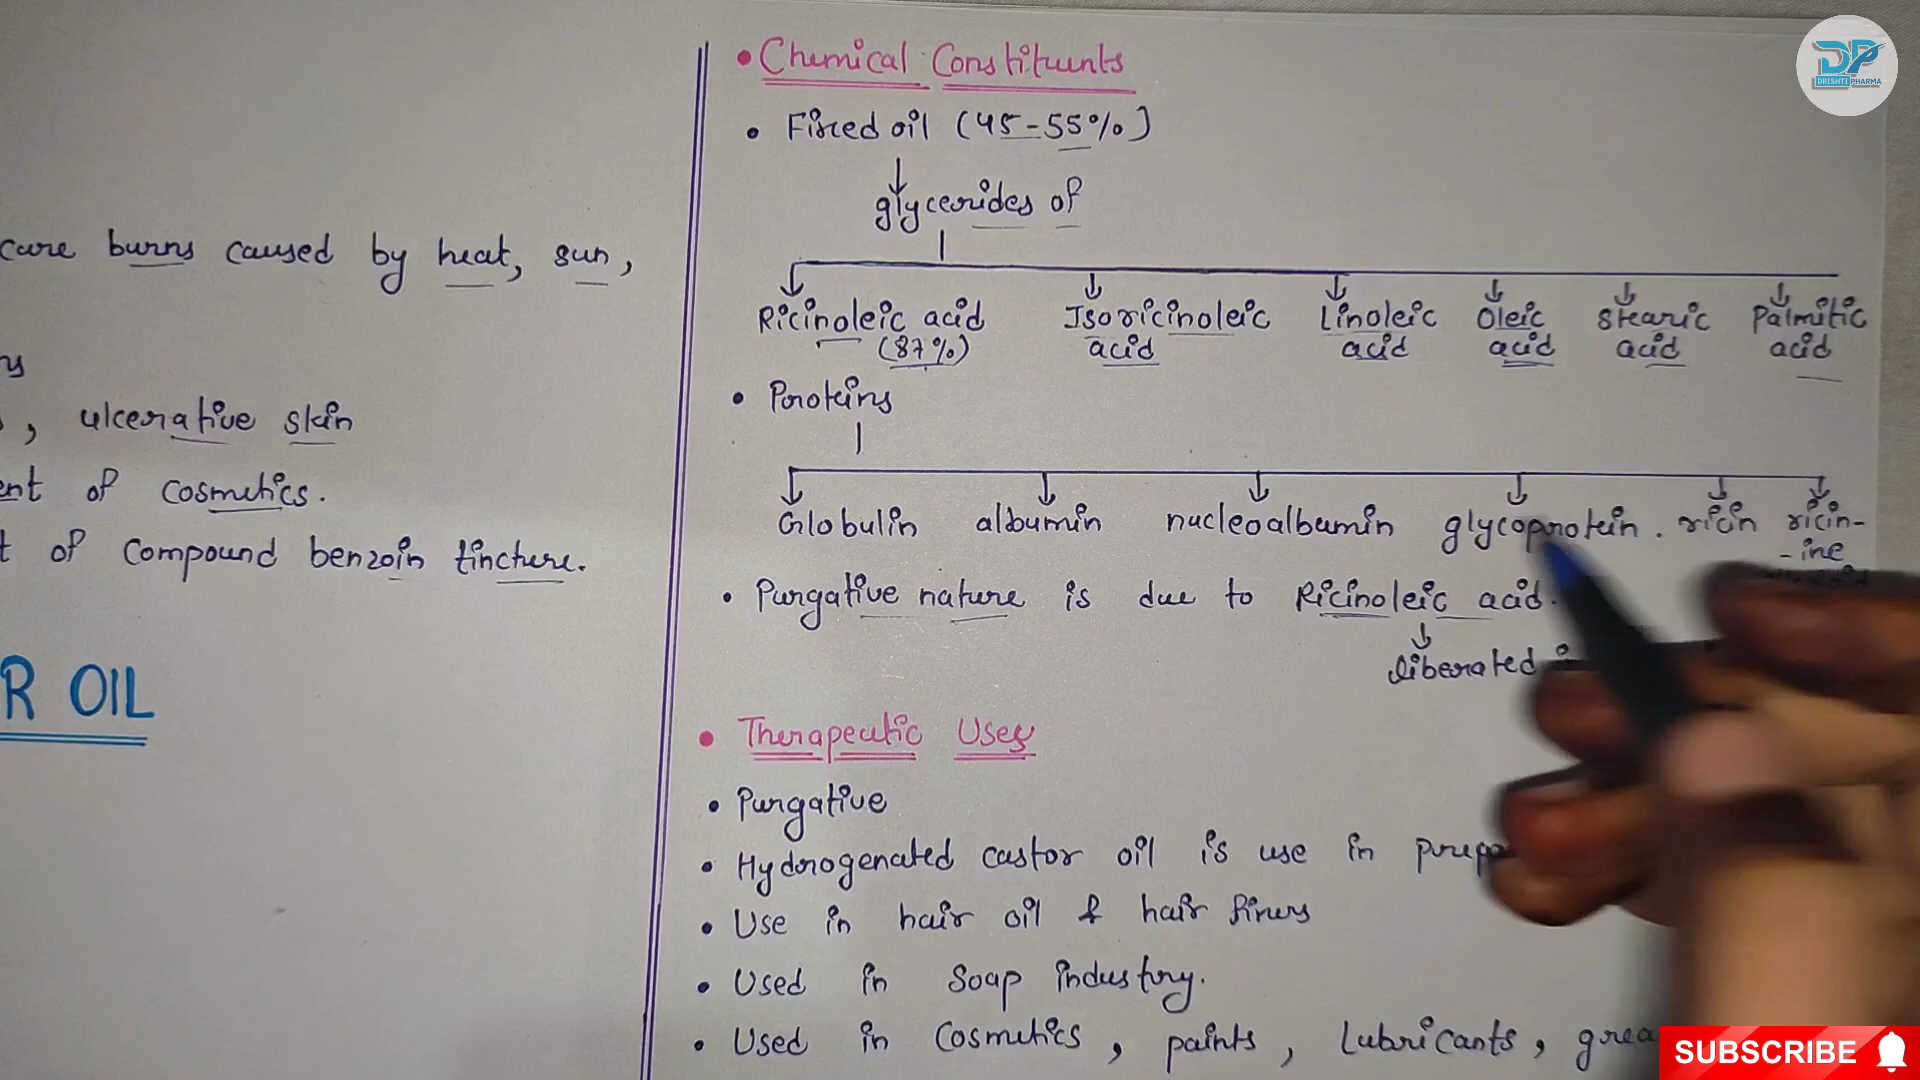 care burns caused by heat, sun,
, ulcerative skin
ent of cosmetics.
t of compound benzoin tincture.
R OIL
• Chemical Constituents
• Fixed oil (45-55%)
glycerides of
Ricinoleic acid (87%)
Isoricinoleic acid
Linoleic acid
Oleic acid
Stearic acid
Palmitic acid
• Proteins
Globulin albumin nucleoalbumin glycoprotein . ricin ricin-
-ine
• Purgative nature is due to Ricinoleic acid.
liberated
• Therapeutic Uses
• Purgative
• Hydrogenated castor oil is use in
• Use in hair oil & hair
• Used in soap industry.
• Used in Cosmetics, paints, lubricants,
DP
DRISHTI PHARMA
SUBSCRIBE